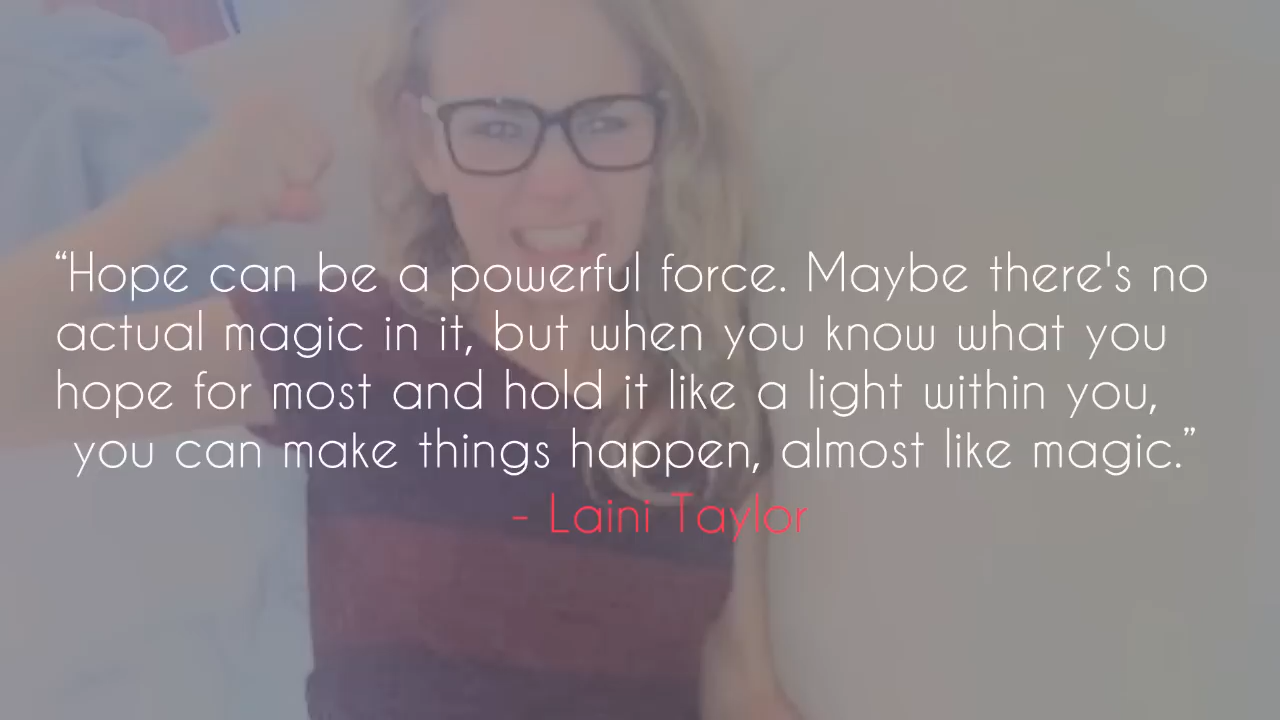 “Hope can be a powerful force. Maybe there's no
actual magic in it, but when you know what you
hope for most and hold it like a light within you,
you can make things happen, almost like magic.”
- Laini Taylor